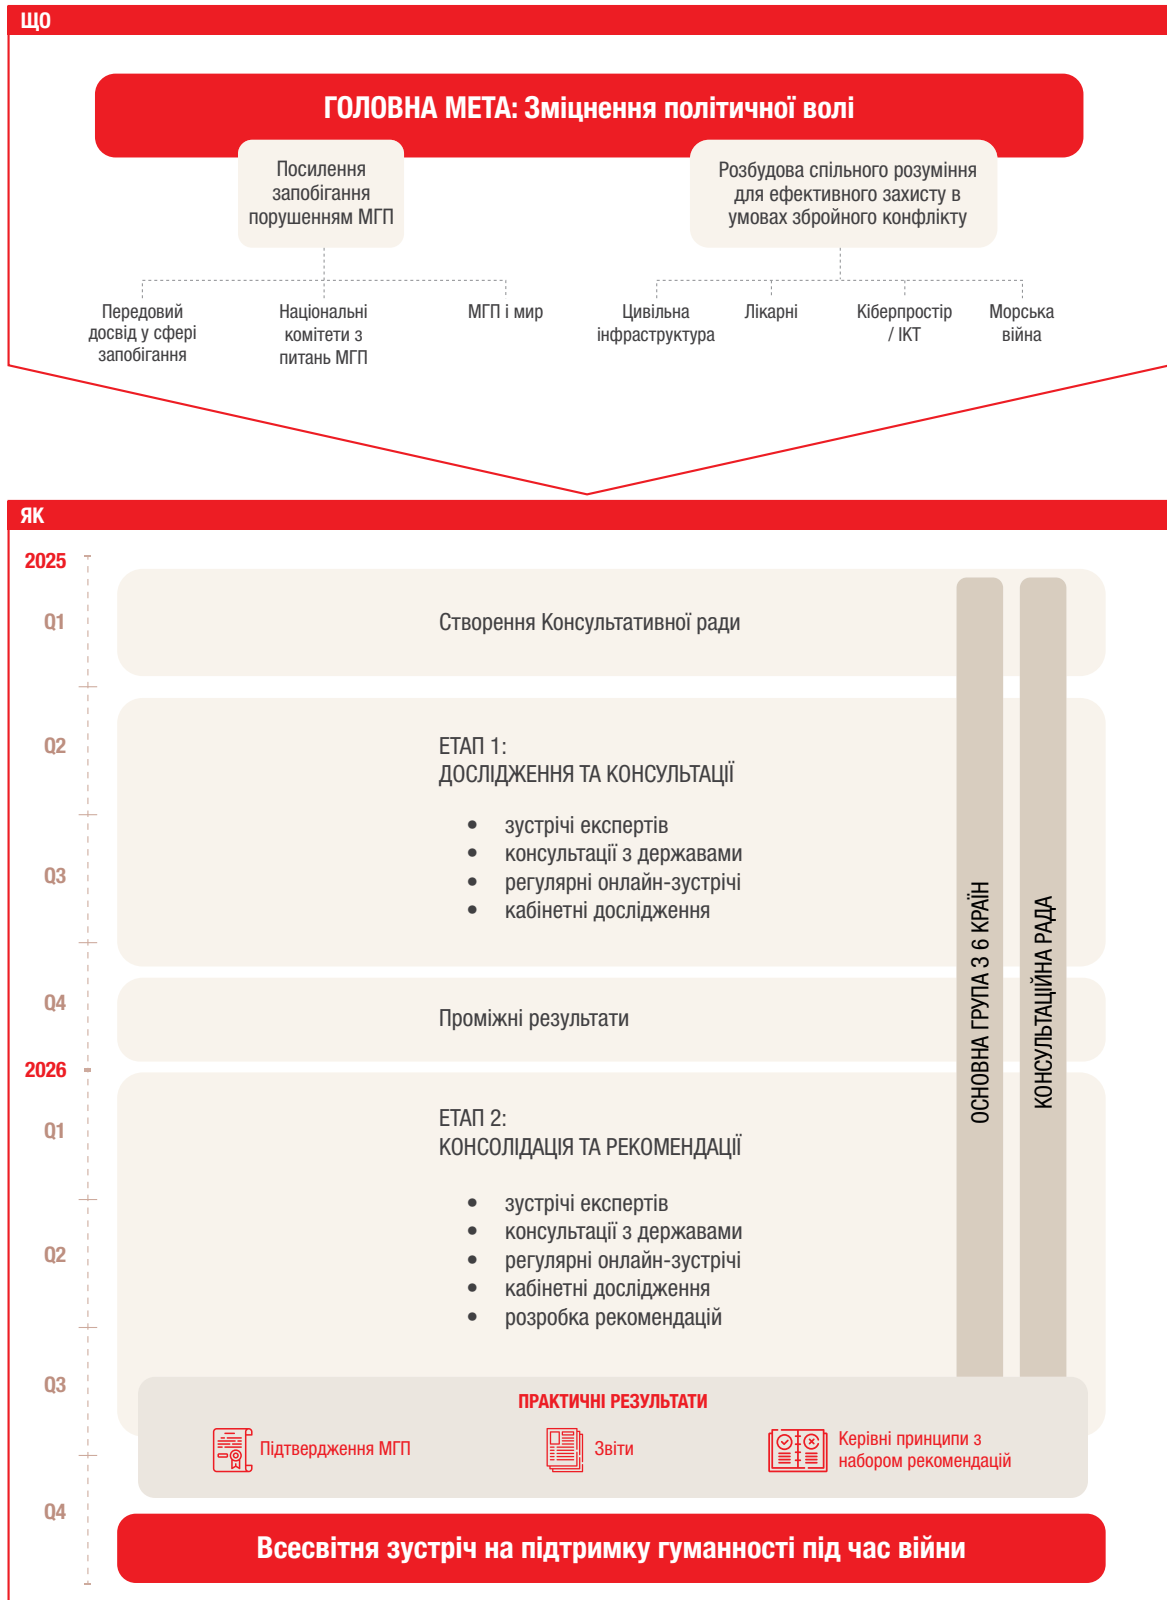 ЩО
ГОЛОВНА МЕТА: Зміцнення політичної волі
Посилення
запобігання
порушенням МГП
Розбудова спільного розуміння
для ефективного захисту в
умовах збройного конфлікту
Передовий
досвід у сфері
запобігання
Національні
комітети з
питань МГП
МГП і мир
Цивільна
інфраструктура
Лікарні
Кіберпростір
/ ІКТ
Морська
війна
ЯК
2025
Q1
Створення Консультативної ради
Q2
ЕТАП 1:
ДОСЛІДЖЕННЯ ТА КОНСУЛЬТАЦІЇ
• зустрічі експертів
• консультації з державами
Q3
• регулярні онлайн-зустрічі
• кабінетні дослідження
Q4
Проміжні результати
ОСНОВНА ГРУПА З 6 КРАЇН
КОНСУЛЬТАЦІЙНА РАДА
2026
Q1
ЕТАП 2:
КОНСОЛІДАЦІЯ ТА РЕКОМЕНДАЦІЇ
• зустрічі експертів
• консультації з державами
Q2
• регулярні онлайн-зустрічі
• кабінетні дослідження
• розробка рекомендацій
Q3
ПРАКТИЧНІ РЕЗУЛЬТАТИ
Підтвердження МГП
Звіти
Керівні принципи з
набором рекомендацій
Q4
Всесвітня зустріч на підтримку гуманності під час війни